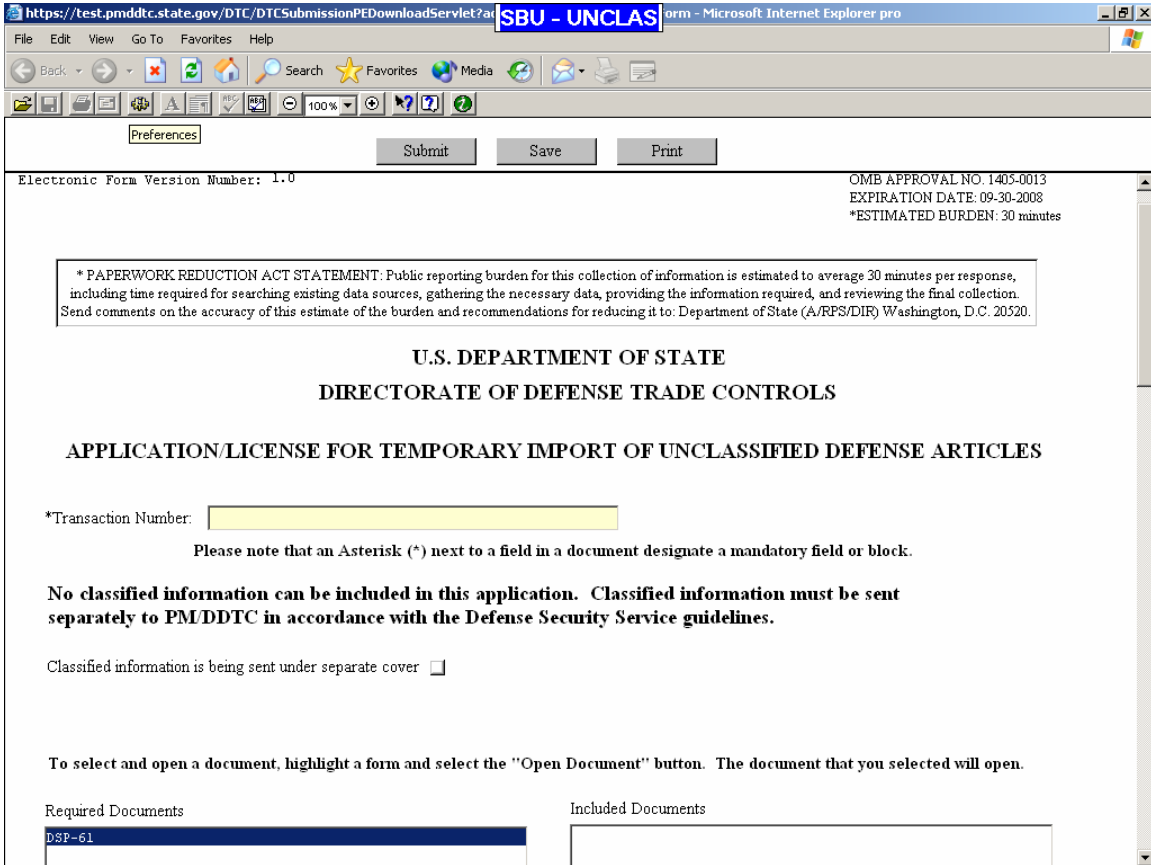 https://test.pmddtc.state.gov/DTC/DTCSubmissionPEDownloadServlet?ac
SBU - UNCLAS
orm - Microsoft Internet Explorer pro
File Edit View Go To Favorites Help
Back Search Favorites Media
100%
Preferences
Submit Save Print
Electronic Form Version Number: 1.0
OMB APPROVAL NO. 1405-0013
EXPIRATION DATE: 09-30-2008
*ESTIMATED BURDEN: 30 minutes
* PAPERWORK REDUCTION ACT STATEMENT: Public reporting burden for this collection of information is estimated to average 30 minutes per response,
including time required for searching existing data sources, gathering the necessary data, providing the information required, and reviewing the final collection.
Send comments on the accuracy of this estimate of the burden and recommendations for reducing it to: Department of State (A/RPS/DIR) Washington, D.C. 20520.
U.S. DEPARTMENT OF STATE
DIRECTORATE OF DEFENSE TRADE CONTROLS
APPLICATION/LICENSE FOR TEMPORARY IMPORT OF UNCLASSIFIED DEFENSE ARTICLES
*Transaction Number:
Please note that an Asterisk (*) next to a field in a document designate a mandatory field or block.
No classified information can be included in this application. Classified information must be sent
separately to PM/DDTC in accordance with the Defense Security Service guidelines.
Classified information is being sent under separate cover
To select and open a document, highlight a form and select the "Open Document" button. The document that you selected will open.
Required Documents
Included Documents
DSP-61